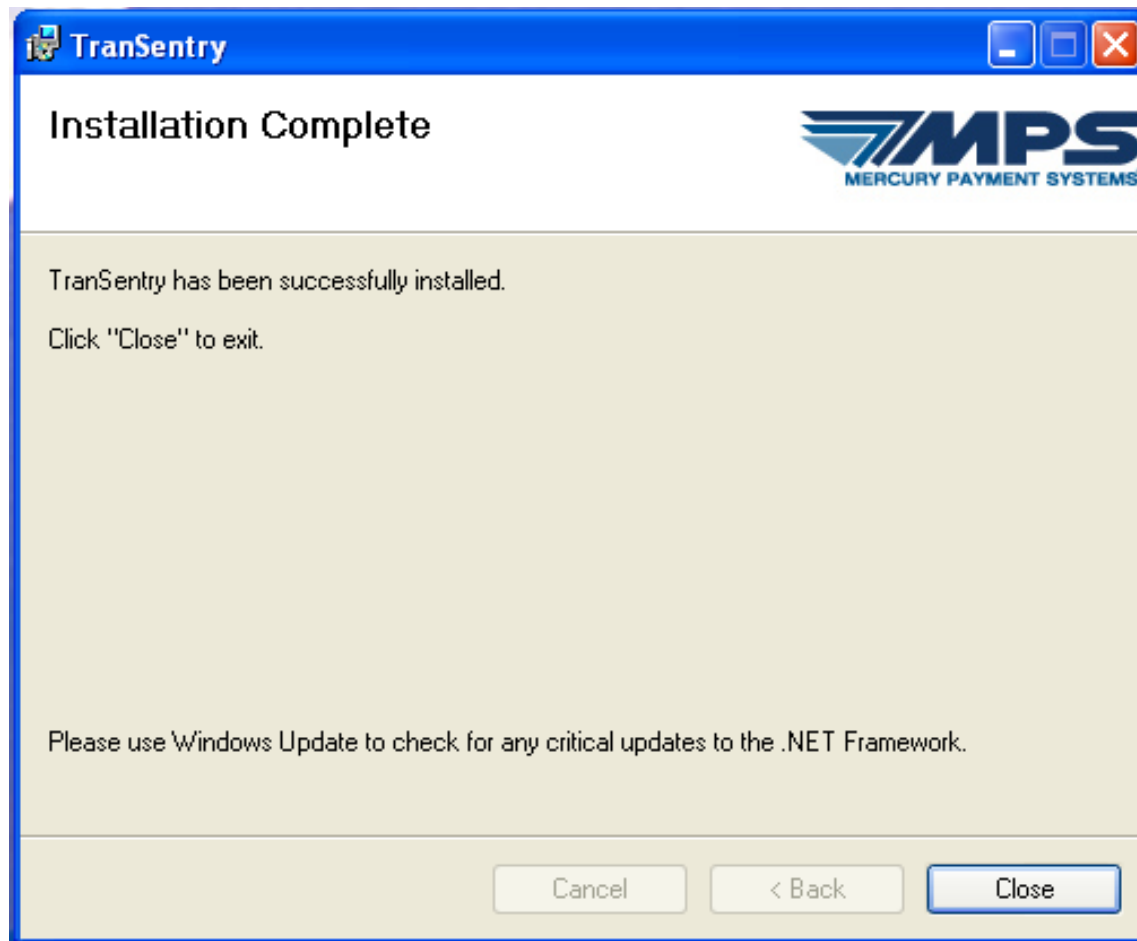 TranSentry
Installation Complete
MPS
MERCURY PAYMENT SYSTEMS
TranSentry has been successfully installed.
Click "Close" to exit.
Please use Windows Update to check for any critical updates to the .NET Framework.
Cancel < Back Close